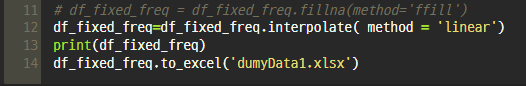 11 # df_fixed_freq = df_fixed_freq.fillna(method='ffill')
12 df_fixed_freq=df_fixed_freq.interpolate( method = 'linear')
13 print(df_fixed_freq)
14 df_fixed_freq.to_excel('dumyData1.xlsx')